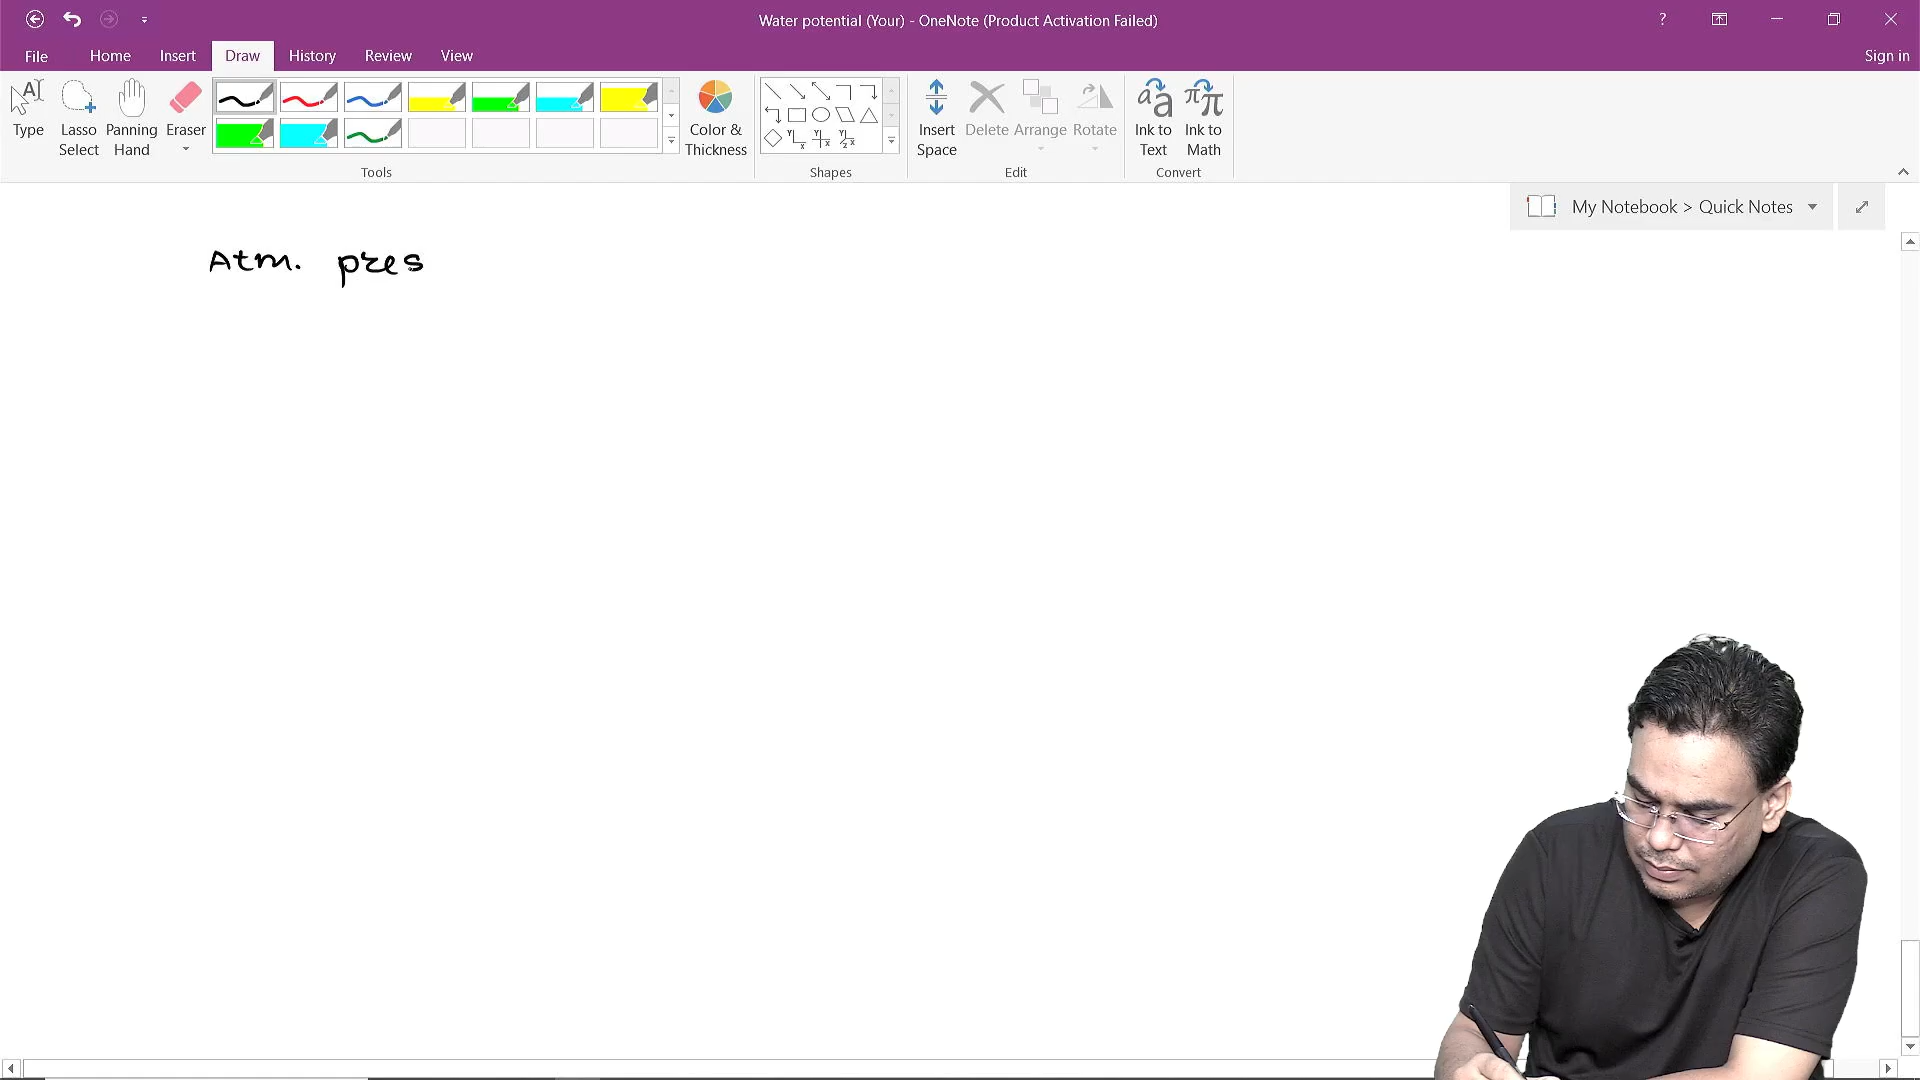 Water potential (Your) - OneNote (Product Activation Failed)
?
File Home Insert Draw History Review View
Sign in
Type
Lasso Select
Panning Hand
Eraser
Color & Thickness
Insert Space
Delete
Arrange
Rotate
Ink to Text
Ink to Math
Tools
Shapes
Edit
Convert
My Notebook > Quick Notes
Atm. pres